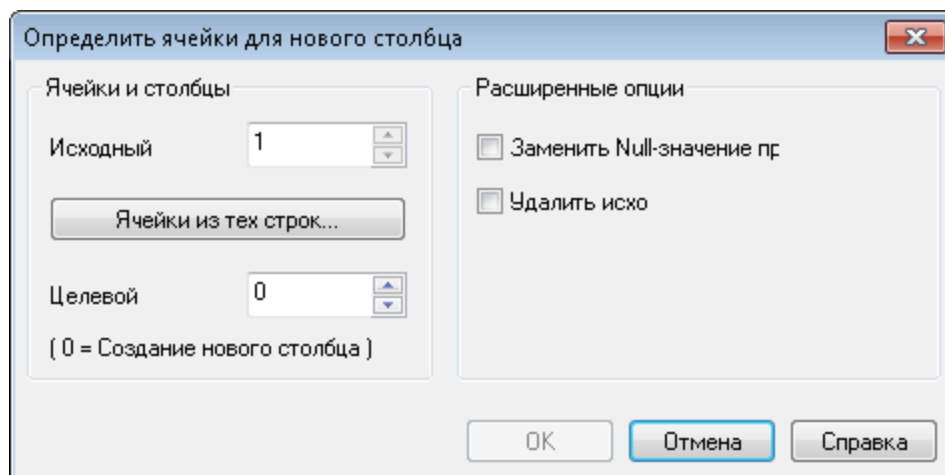 Определить ячейки для нового столбца
Ячейки и столбцы
Исходный
1
Ячейки из тех строк...
Целевой
0
( 0 = Создание нового столбца )
Расширенные опции
Заменить Null-значение пр
Удалить исхо
OK
Отмена
Справка